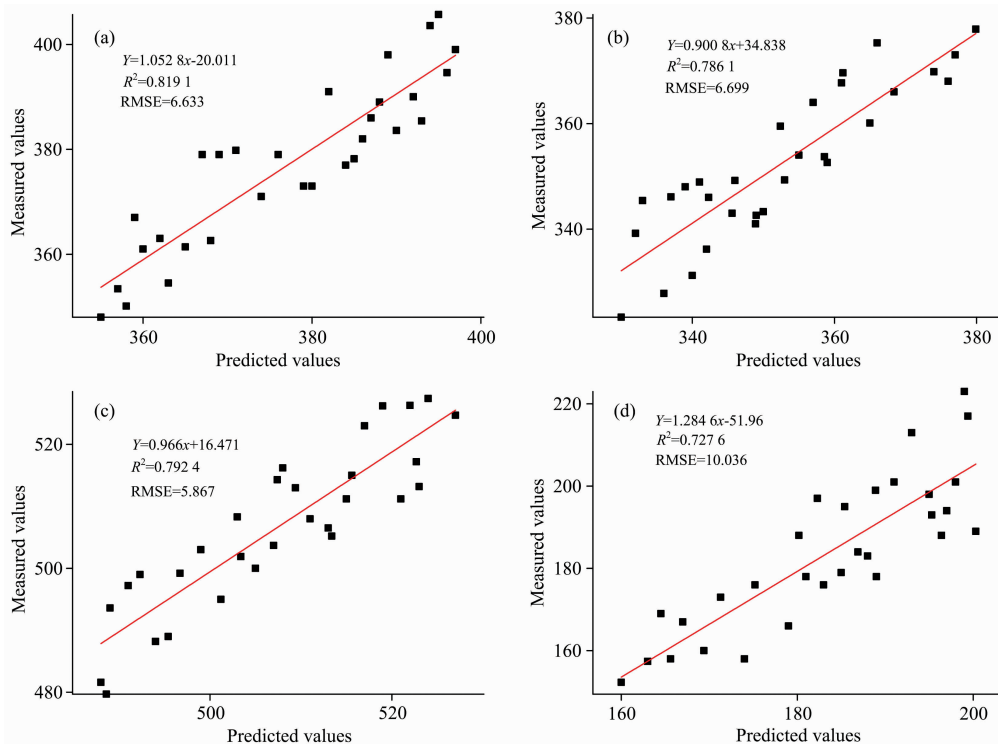 (a)
Y=1.052 8x-20.011
R²=0.819 1
RMSE=6.633
400
380
360
Measured values
360 380 400
Predicted values
(b)
Y=0.900 8x+34.838
R²=0.786 1
RMSE=6.699
380
360
340
Measured values
340 360 380
Predicted values
(c)
Y=0.966x+16.471
R²=0.792 4
RMSE=5.867
520
500
480
Measured values
500 520
Predicted values
(d)
Y=1.284 6x-51.96
R²=0.727 6
RMSE=10.036
220
200
180
160
Measured values
160 180 200
Predicted values